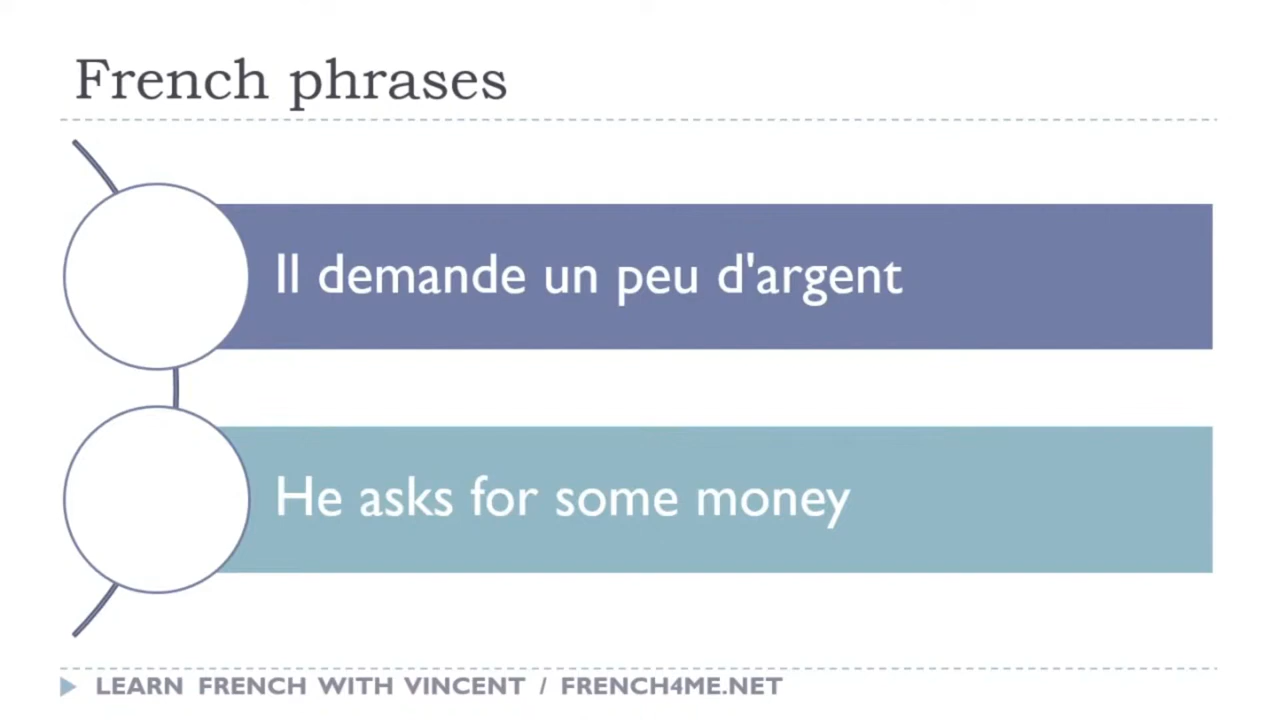 French phrases
Il demande un peu d'argent
He asks for some money
LEARN FRENCH WITH VINCENT / FRENCH4ME.NET